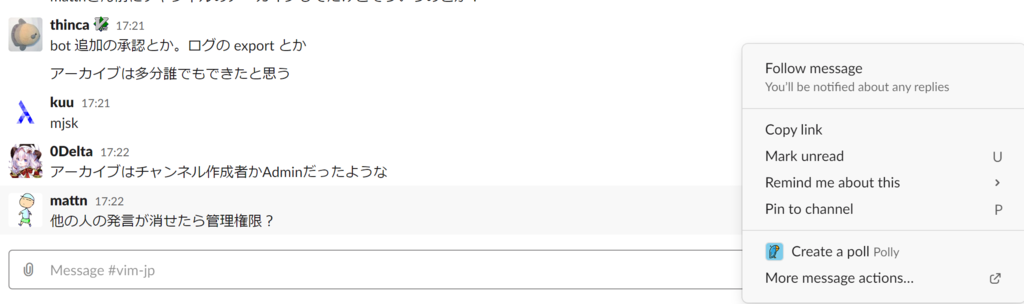 thinca 17:21
bot 追加の承認とか。ログの export とか
アーカイブは多分誰でもできたと思う
kuu 17:21
mjsk
0Delta 17:22
アーカイブはチャンネル作成者かAdminだったような
mattn 17:22
他の人の発言が消せたら管理権限？
Message #vim-jp
Follow message
You'll be notified about any replies
Copy link
Mark unread U
Remind me about this
Pin to channel P
Create a poll Polly
More message actions...